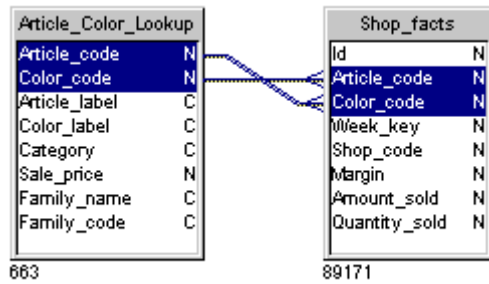 Article_Color_Lookup
Article_code N
Color_code N
Article_label C
Color_label C
Category C
Sale_price N
Family_name C
Family_code C
663
Shop_facts
Id N
Article_code N
Color_code N
Week_key N
Shop_code N
Margin N
Amount_sold N
Quantity_sold N
89171